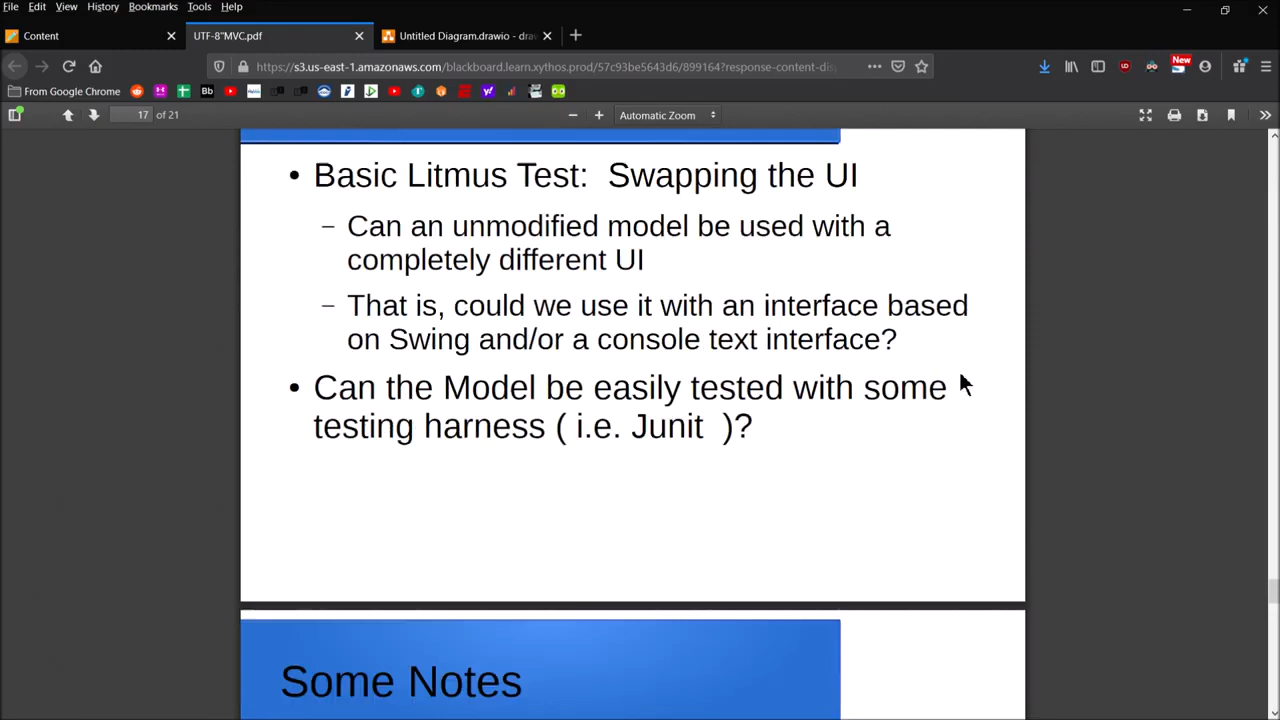 File Edit View History Bookmarks Tools Help
Content
UTF-8"MVC.pdf
Untitled Diagram.drawio - drav
https://s3.us-east-1.amazonaws.com/blackboard.learn.xythos.prod/57c93be5643d6/899164?response-content-dis
New
From Google Chrome
Bb
17 of 21
Automatic Zoom
• Basic Litmus Test: Swapping the UI
– Can an unmodified model be used with a
completely different UI
– That is, could we use it with an interface based
on Swing and/or a console text interface?
• Can the Model be easily tested with some
testing harness ( i.e. Junit )?
Some Notes